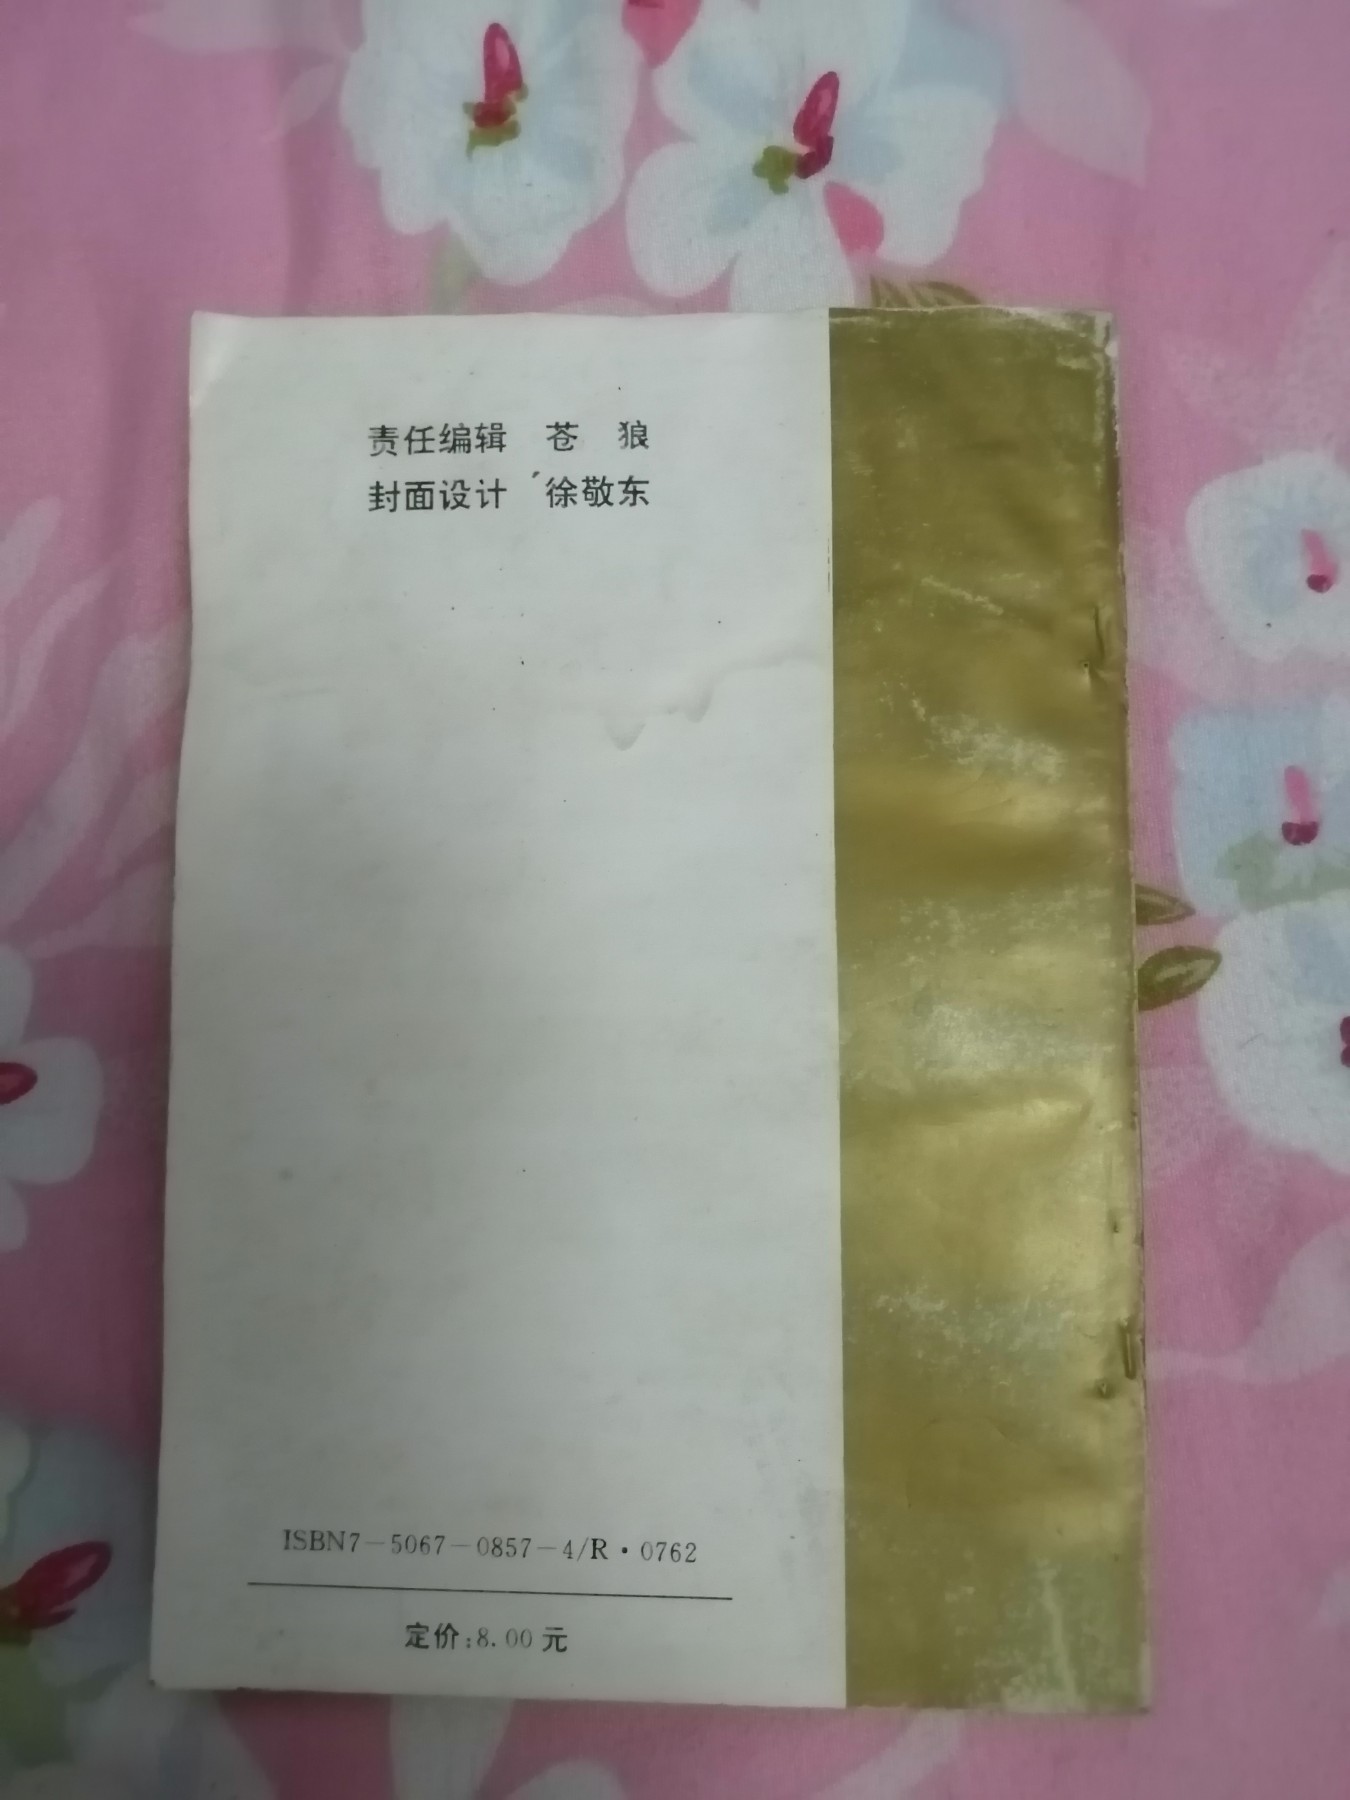 责任编辑 苍 狼
封面设计 徐敬东
ISBN7-5067-0857-4/R·0762
定价:8.00元